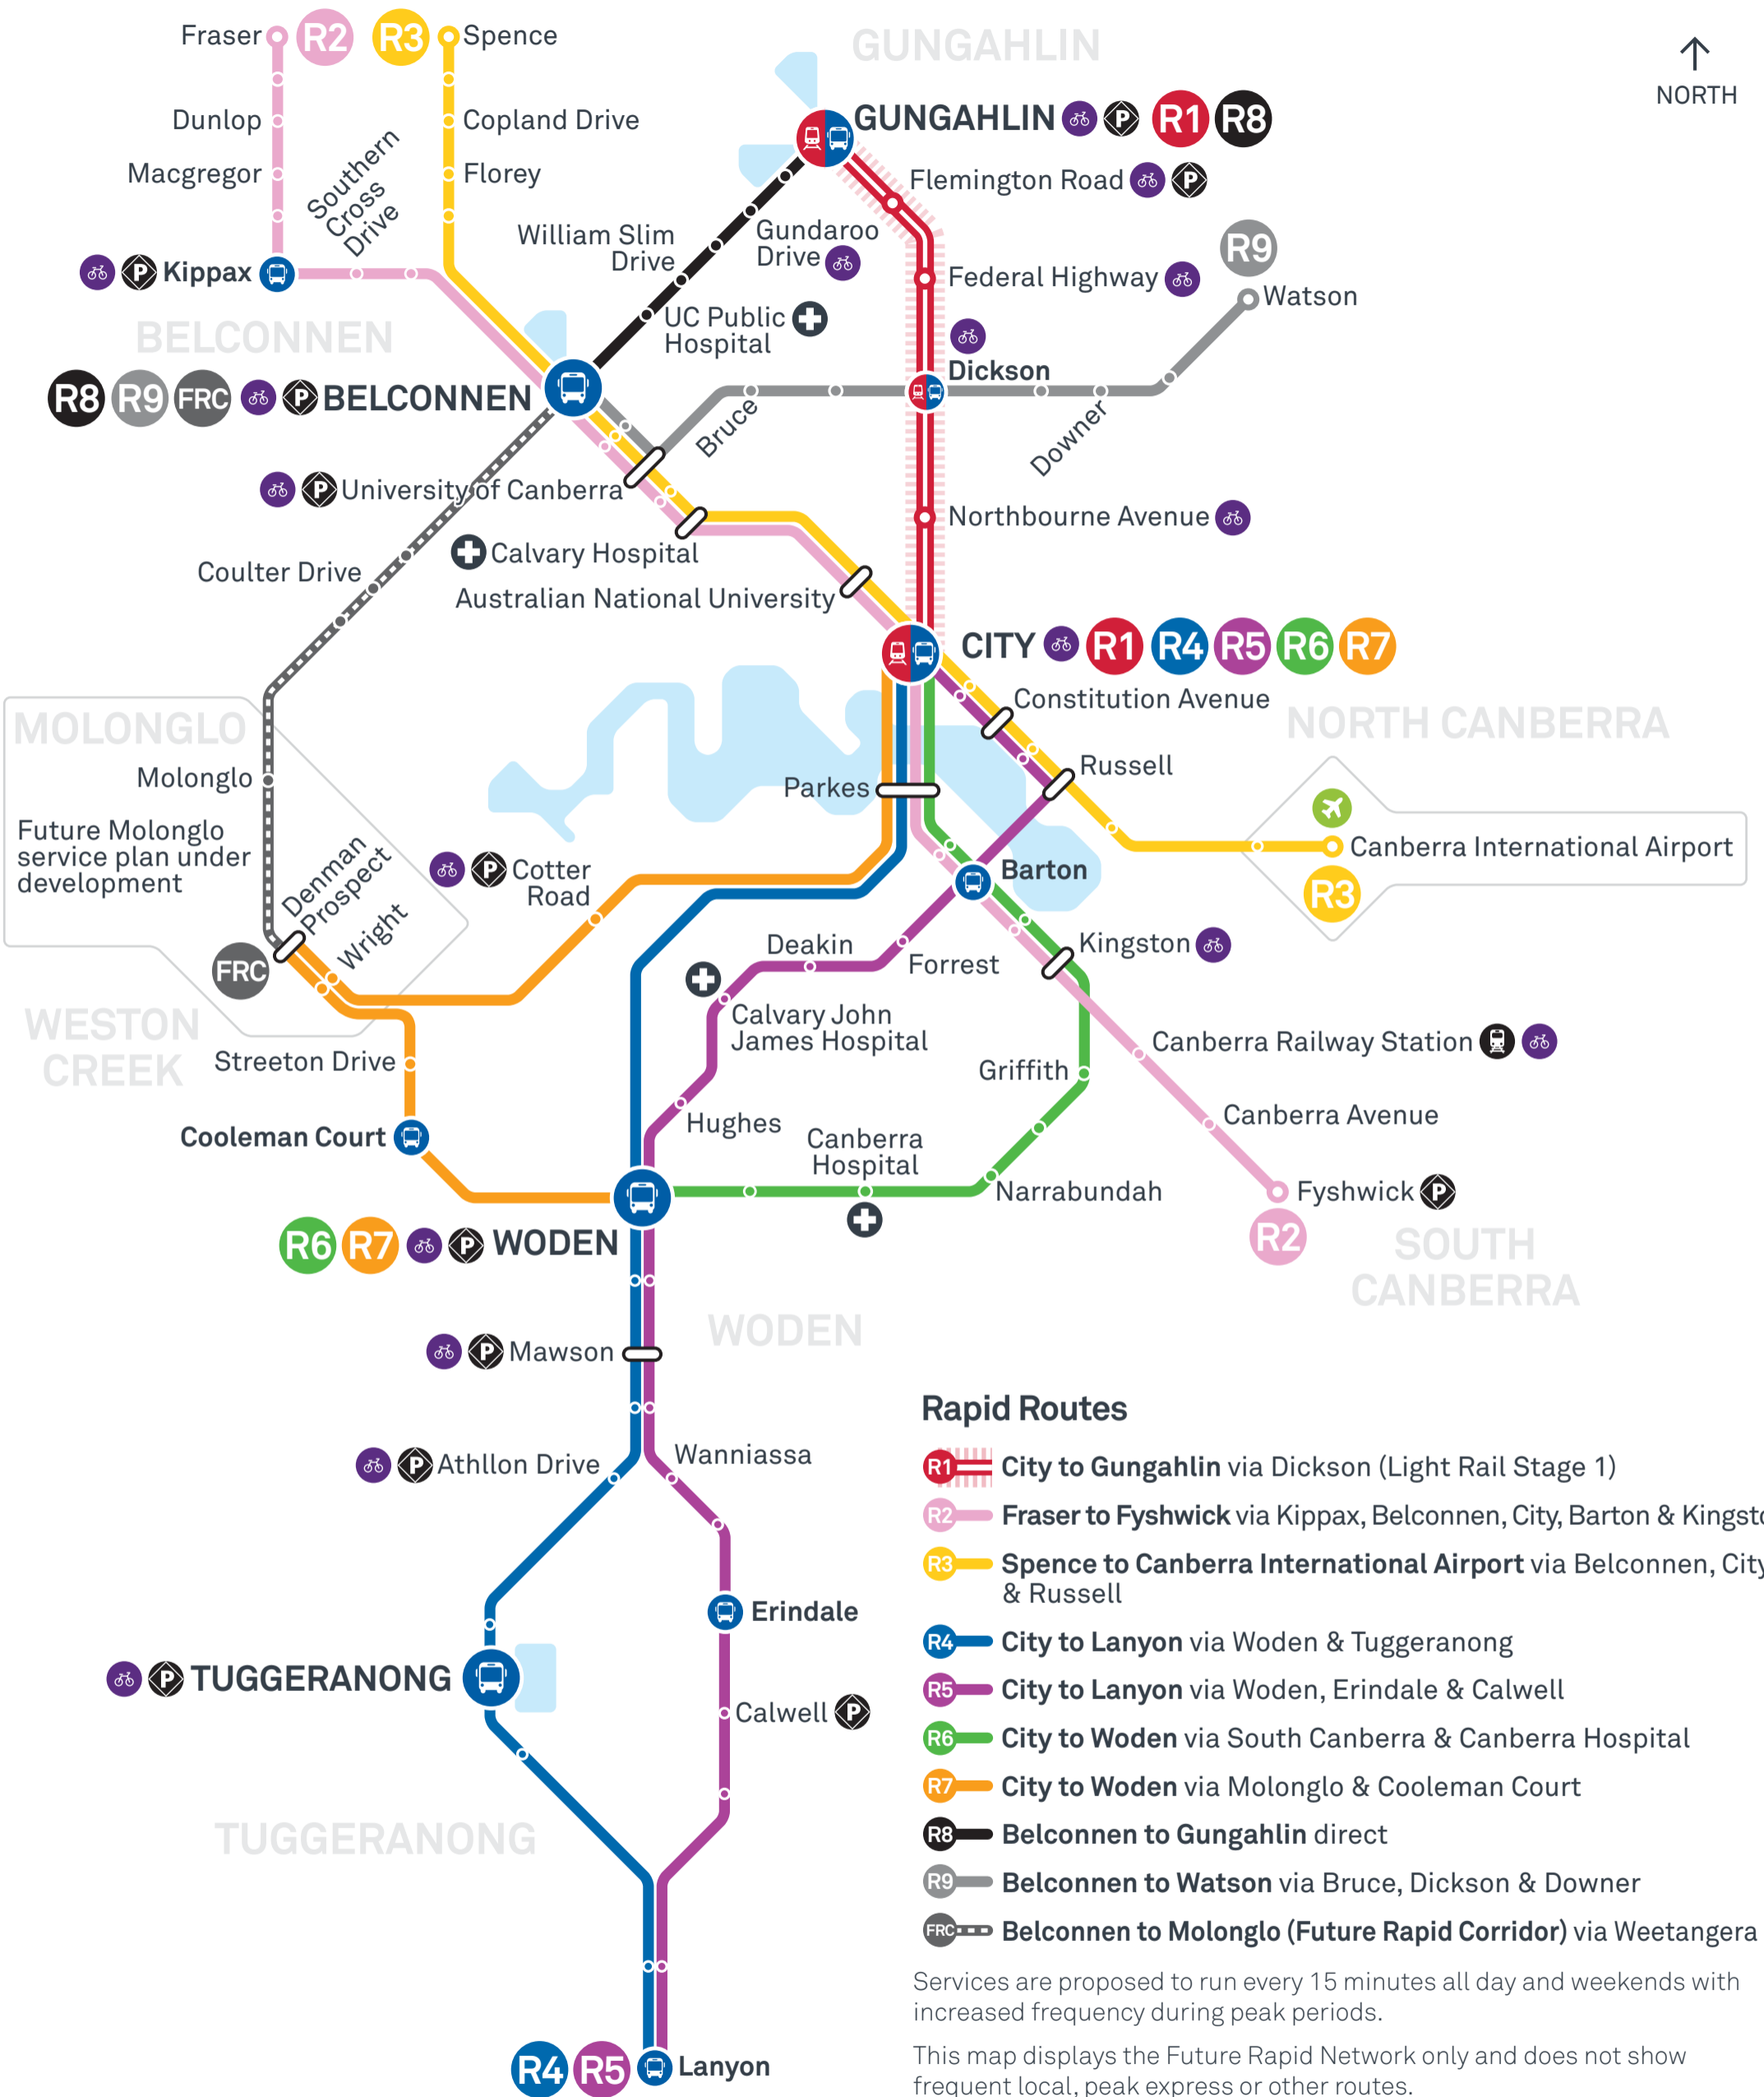 Fraser
R2
R3
Spence
GUNGAHLIN
NORTH
Dunlop
Copland Drive
GUNGAHLIN
P
R1
R8
Macgregor
Southern
Cross
Drive
Florey
Flemington Road
P
William Slim
Drive
Gundaroo
Drive
R9
P
Kippax
Federal Highway
Watson
BELCONNEN
UC Public
Hospital
Dickson
R8
R9
FRC
P
BELCONNEN
Bruce
Downer
P
University of Canberra
Northbourne Avenue
Calvary Hospital
Coulter Drive
Australian National University
CITY
R1
R4
R5
R6
R7
Constitution Avenue
MOLONGLO
NORTH CANBERRA
Molonglo
Russell
Parkes
Future Molonglo
service plan under
development
Canberra International Airport
R3
Denman
Prospect
Wright
P
Cotter
Road
Barton
FRC
Deakin
Forrest
Kingston
WESTON
CREEK
Calvary John
James Hospital
Canberra Railway Station
Streeton Drive
Griffith
Hughes
Canberra Avenue
Cooleman Court
Canberra
Hospital
Narrabundah
Fyshwick
P
R2
R6
R7
P
WODEN
SOUTH
CANBERRA
WODEN
P
Mawson
P
Athllon Drive
Wanniassa
Erindale
P
TUGGERANONG
Calwell
P
TUGGERANONG
R4
R5
Lanyon
Rapid Routes
R1 City to Gungahlin via Dickson (Light Rail Stage 1)
R2 Fraser to Fyshwick via Kippax, Belconnen, City, Barton & Kingsto
R3 Spence to Canberra International Airport via Belconnen, City
& Russell
R4 City to Lanyon via Woden & Tuggeranong
R5 City to Lanyon via Woden, Erindale & Calwell
R6 City to Woden via South Canberra & Canberra Hospital
R7 City to Woden via Molonglo & Cooleman Court
R8 Belconnen to Gungahlin direct
R9 Belconnen to Watson via Bruce, Dickson & Downer
FRC Belconnen to Molonglo (Future Rapid Corridor) via Weetangera
Services are proposed to run every 15 minutes all day and weekends with
increased frequency during peak periods.
This map displays the Future Rapid Network only and does not show
frequent local, peak express or other routes.